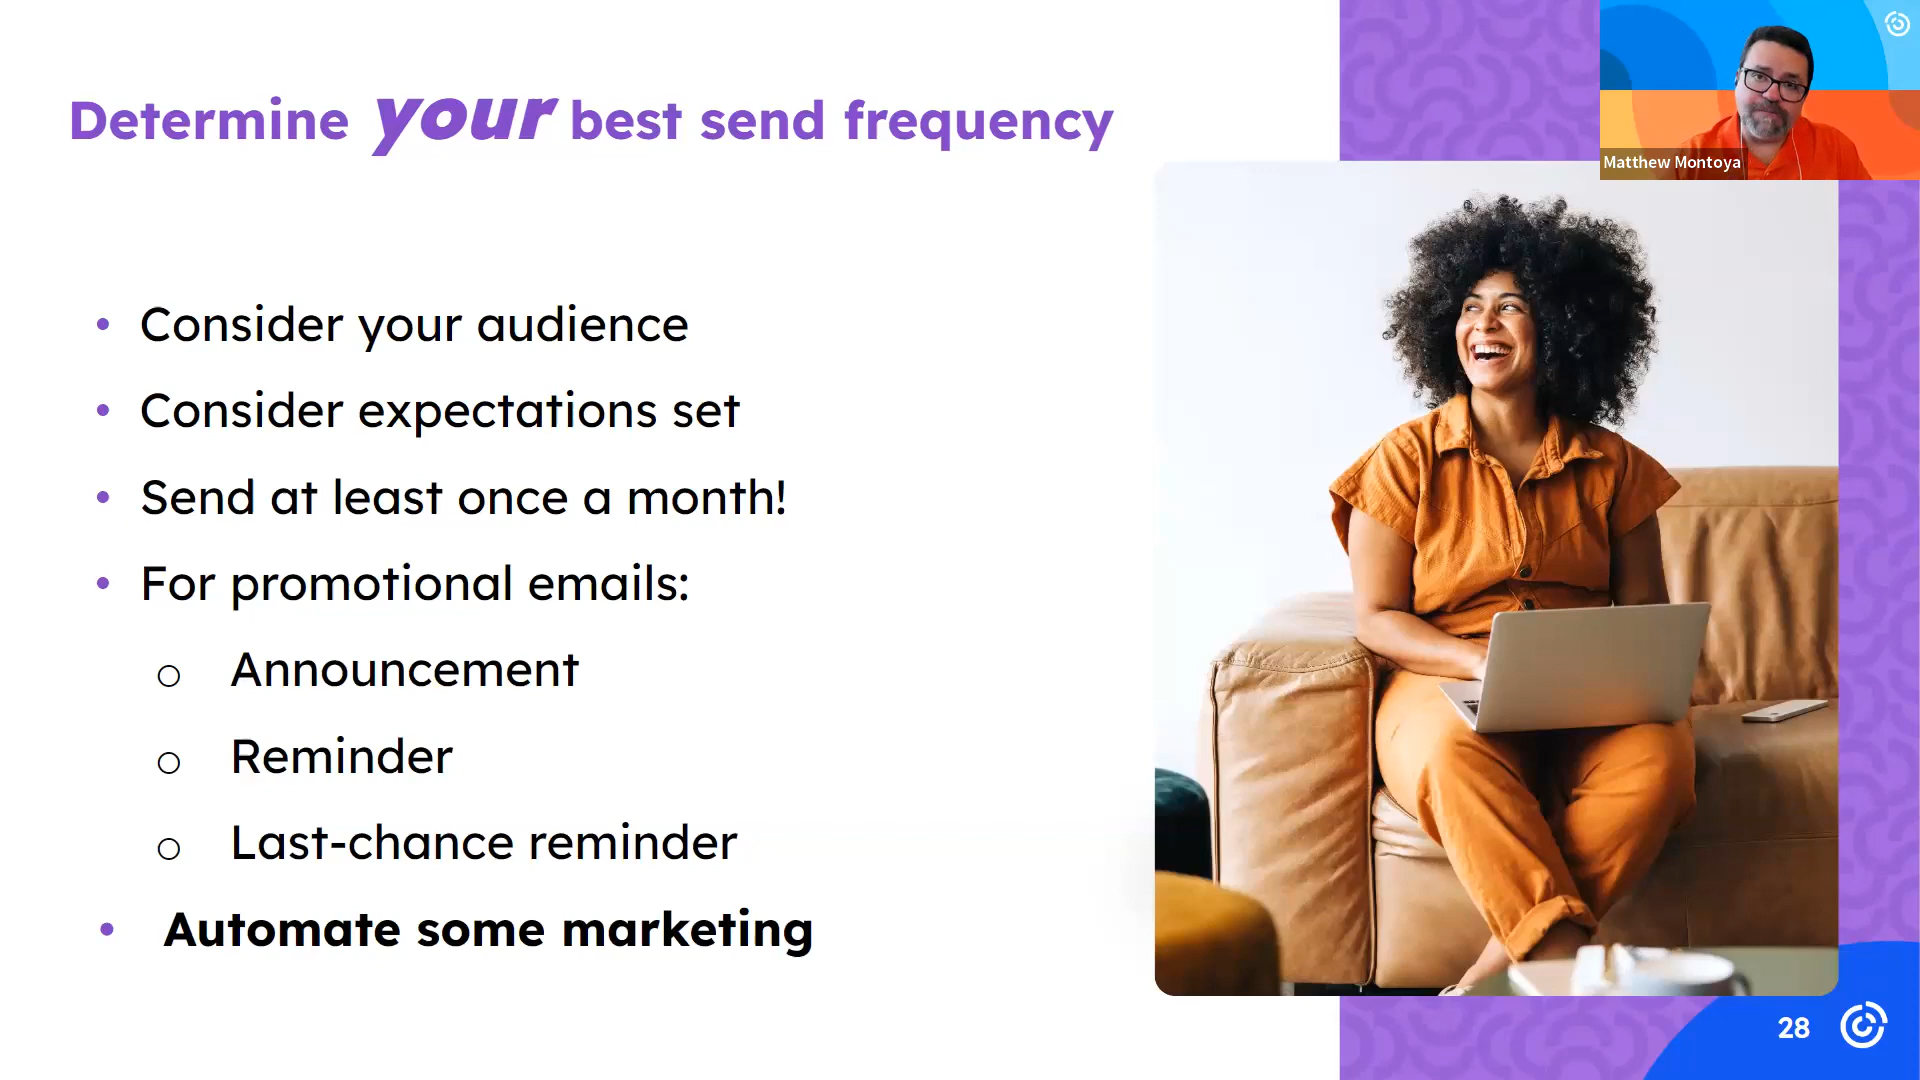 Determine your best send frequency
Matthew Montoya
• Consider your audience
• Consider expectations set
• Send at least once a month!
• For promotional emails:
o Announcement
o Reminder
o Last-chance reminder
• Automate some marketing
28